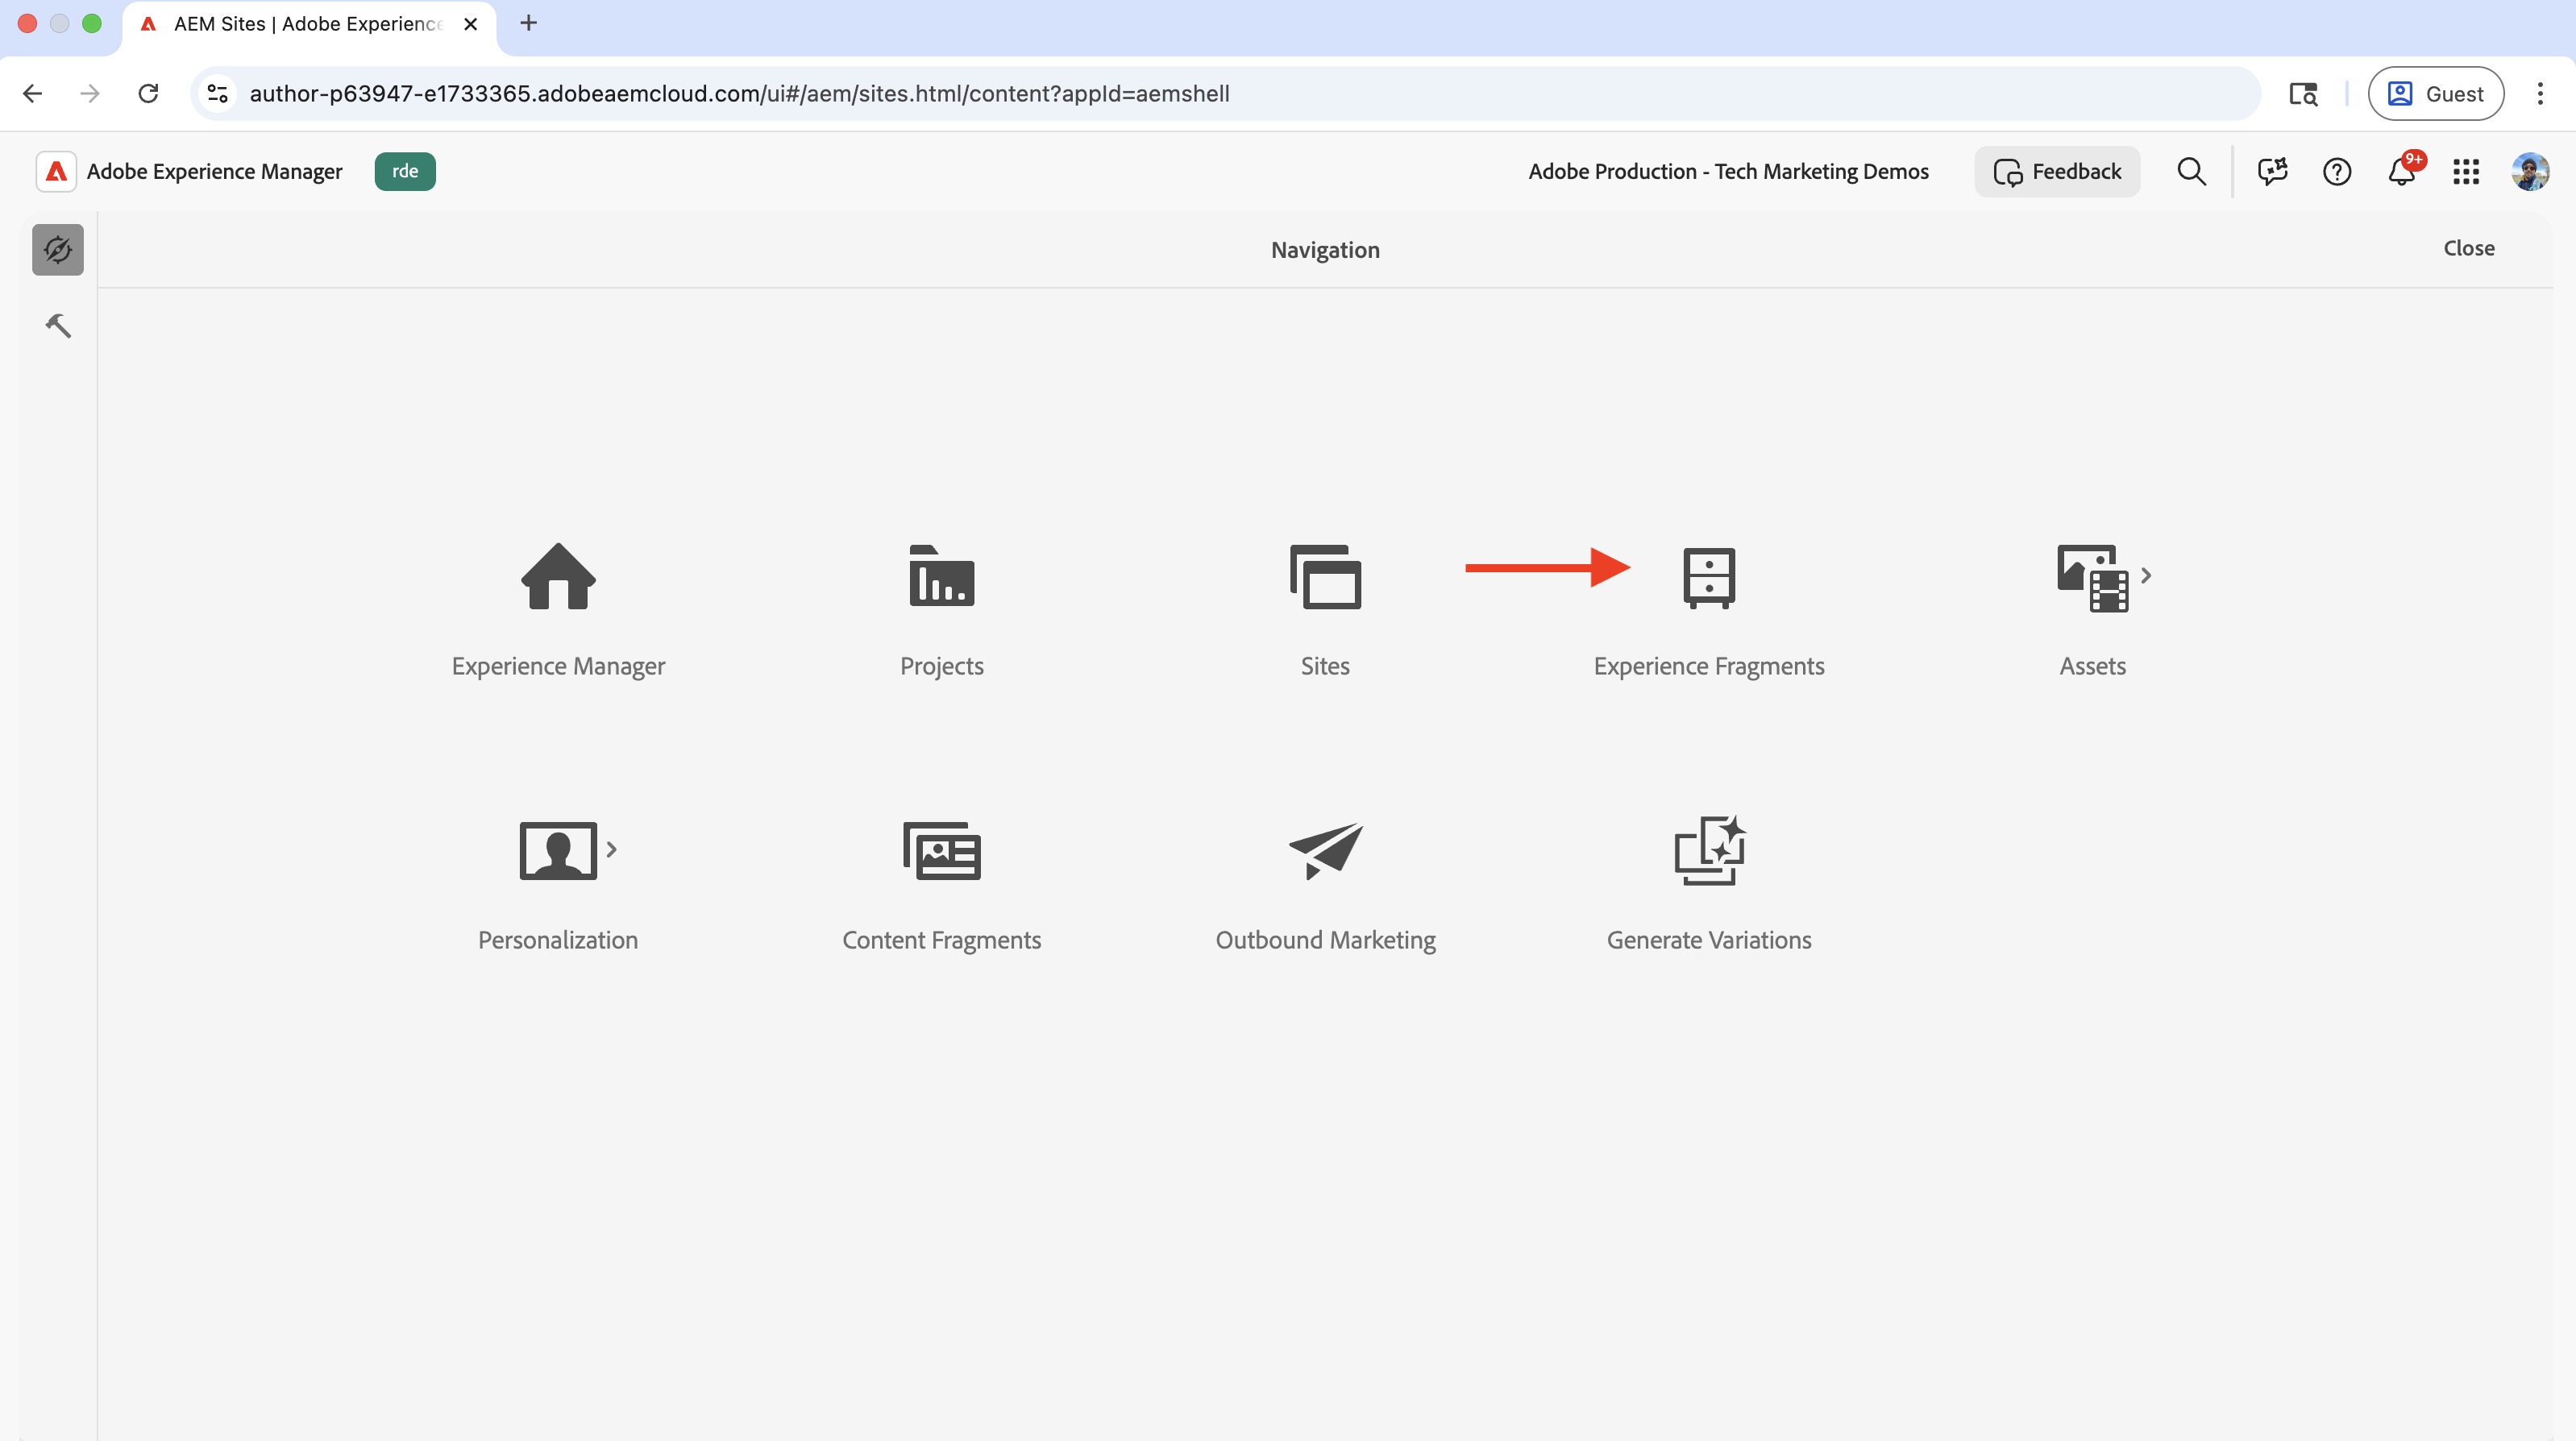 AEM Sites | Adobe Experience
author-p63947-e1733365.adobeaemcloud.com/ui#/aem/sites.html/content?appId=aemshell
Guest
Adobe Experience Manager
rde
Adobe Production - Tech Marketing Demos
Feedback
9+
Navigation
Close
Experience Manager
Projects
Sites
Experience Fragments
Assets
Personalization
Content Fragments
Outbound Marketing
Generate Variations